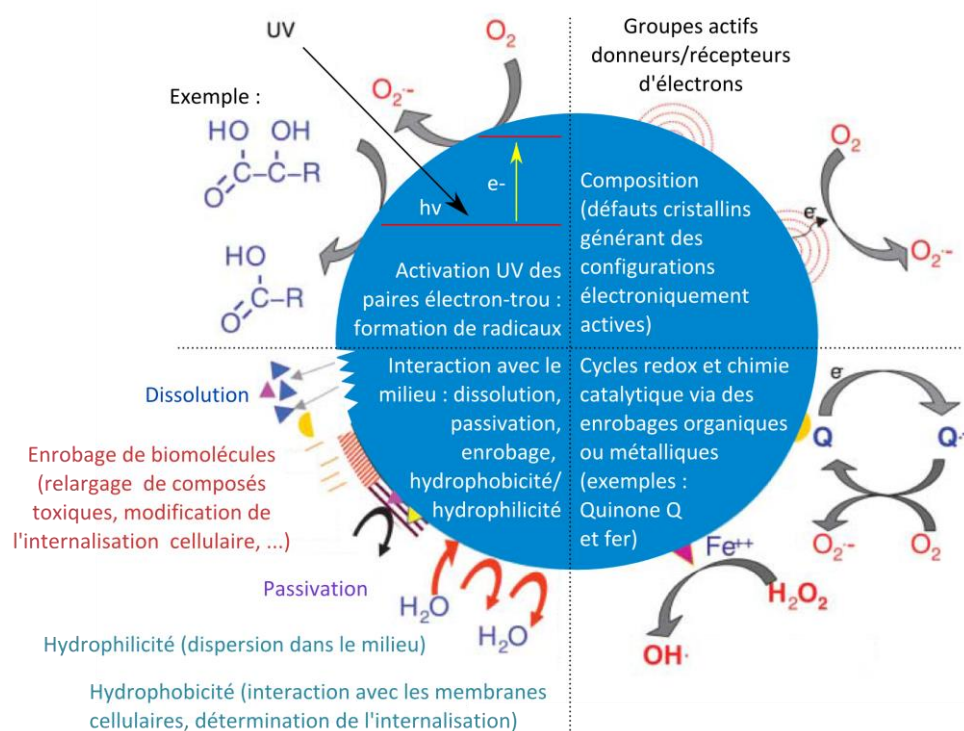 UV
O₂
O₂·-
Exemple :
HO OH
O C–C–R
HO
O C–R
hv
e-
Activation UV des
paires électron-trou :
formation de radicaux
Groupes actifs
donneurs/récepteurs
d'électrons
O₂
e-
O₂·-
Composition
(défauts cristallins
générant des
configurations
électroniquement
actives)
Interaction avec le
milieu : dissolution,
passivation,
enrobage,
hydrophobicité/
hydrophilicité
Dissolution
Enrobage de biomolécules
(relargage de composés
toxiques, modification de
l'internalisation cellulaire, ...)
Passivation
H₂O
H₂O
Hydrophilicité (dispersion dans le milieu)
Hydrophobicité (interaction avec les membranes
cellulaires, détermination de l'internalisation)
Cycles redox et chimie
catalytique via des
enrobages organiques
ou métalliques
(exemples :
Quinone Q
et fer)
e-
Q Q·-
O₂·- O₂
Fe⁺⁺
H₂O₂
OH·